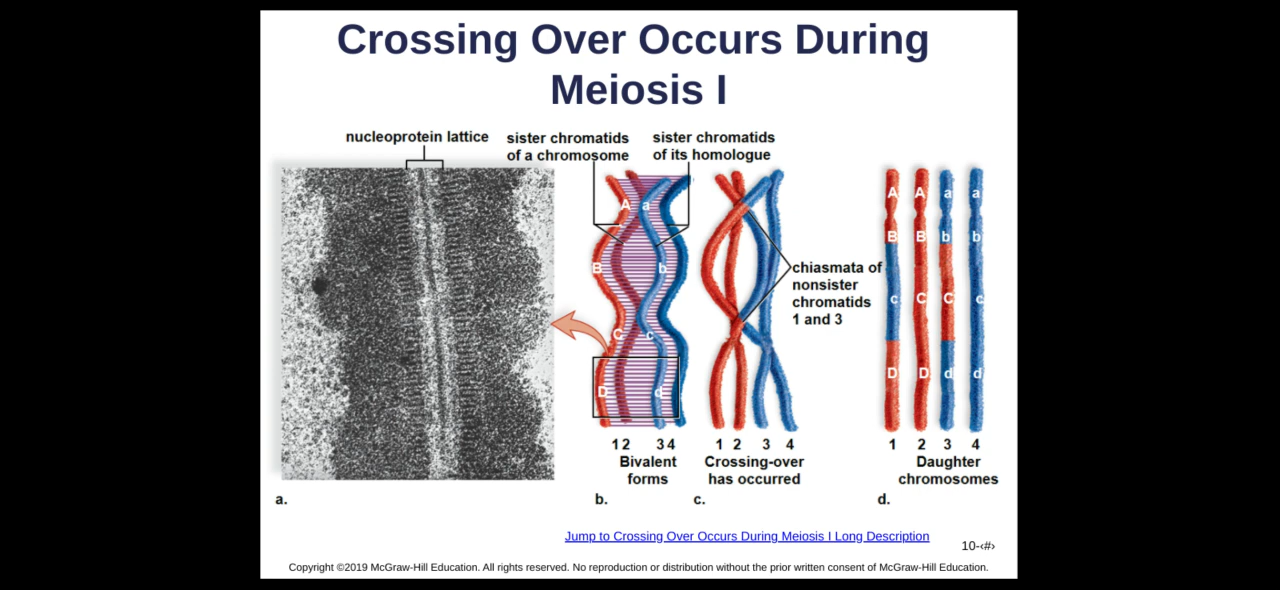 Crossing Over Occurs During
Meiosis I
nucleoprotein lattice
sister chromatids
of a chromosome
sister chromatids
of its homologue
A a
B b
C c
D d
1 2 3 4
Bivalent
forms
chiasmata of
nonsister
chromatids
1 and 3
1 2 3 4
Crossing-over
has occurred
A A a a
B B b b
c C C c
D D d d
1 2 3 4
Daughter
chromosomes
a.
b.
c.
d.
Jump to Crossing Over Occurs During Meiosis I Long Description
10-‹#›
Copyright ©2019 McGraw-Hill Education. All rights reserved. No reproduction or distribution without the prior written consent of McGraw-Hill Education.